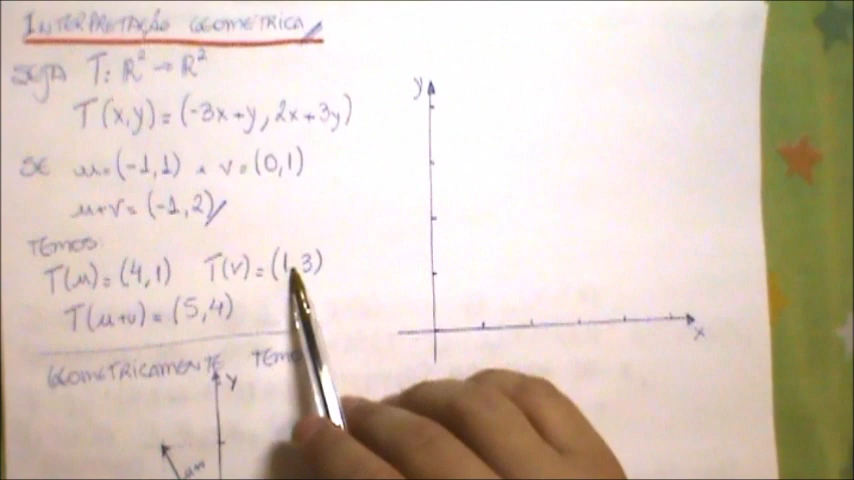 INTERPRETAÇÃO GEOMÉTRICA
SEJA T: R² → R²
T(x,y) = (-3x+y, 2x+3y)
SE u=(-1,1) e v=(0,1)
u+v = (-1,2)
TEMOS:
T(u)=(4,1) T(v)=(1,3)
T(u+v)=(5,4)
GEOMETRICAMENTE TEMO
y
u
y
x